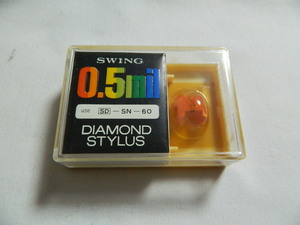 SWING
0.5mil
USE SD-SN-60
DIAMOND
STYLUS